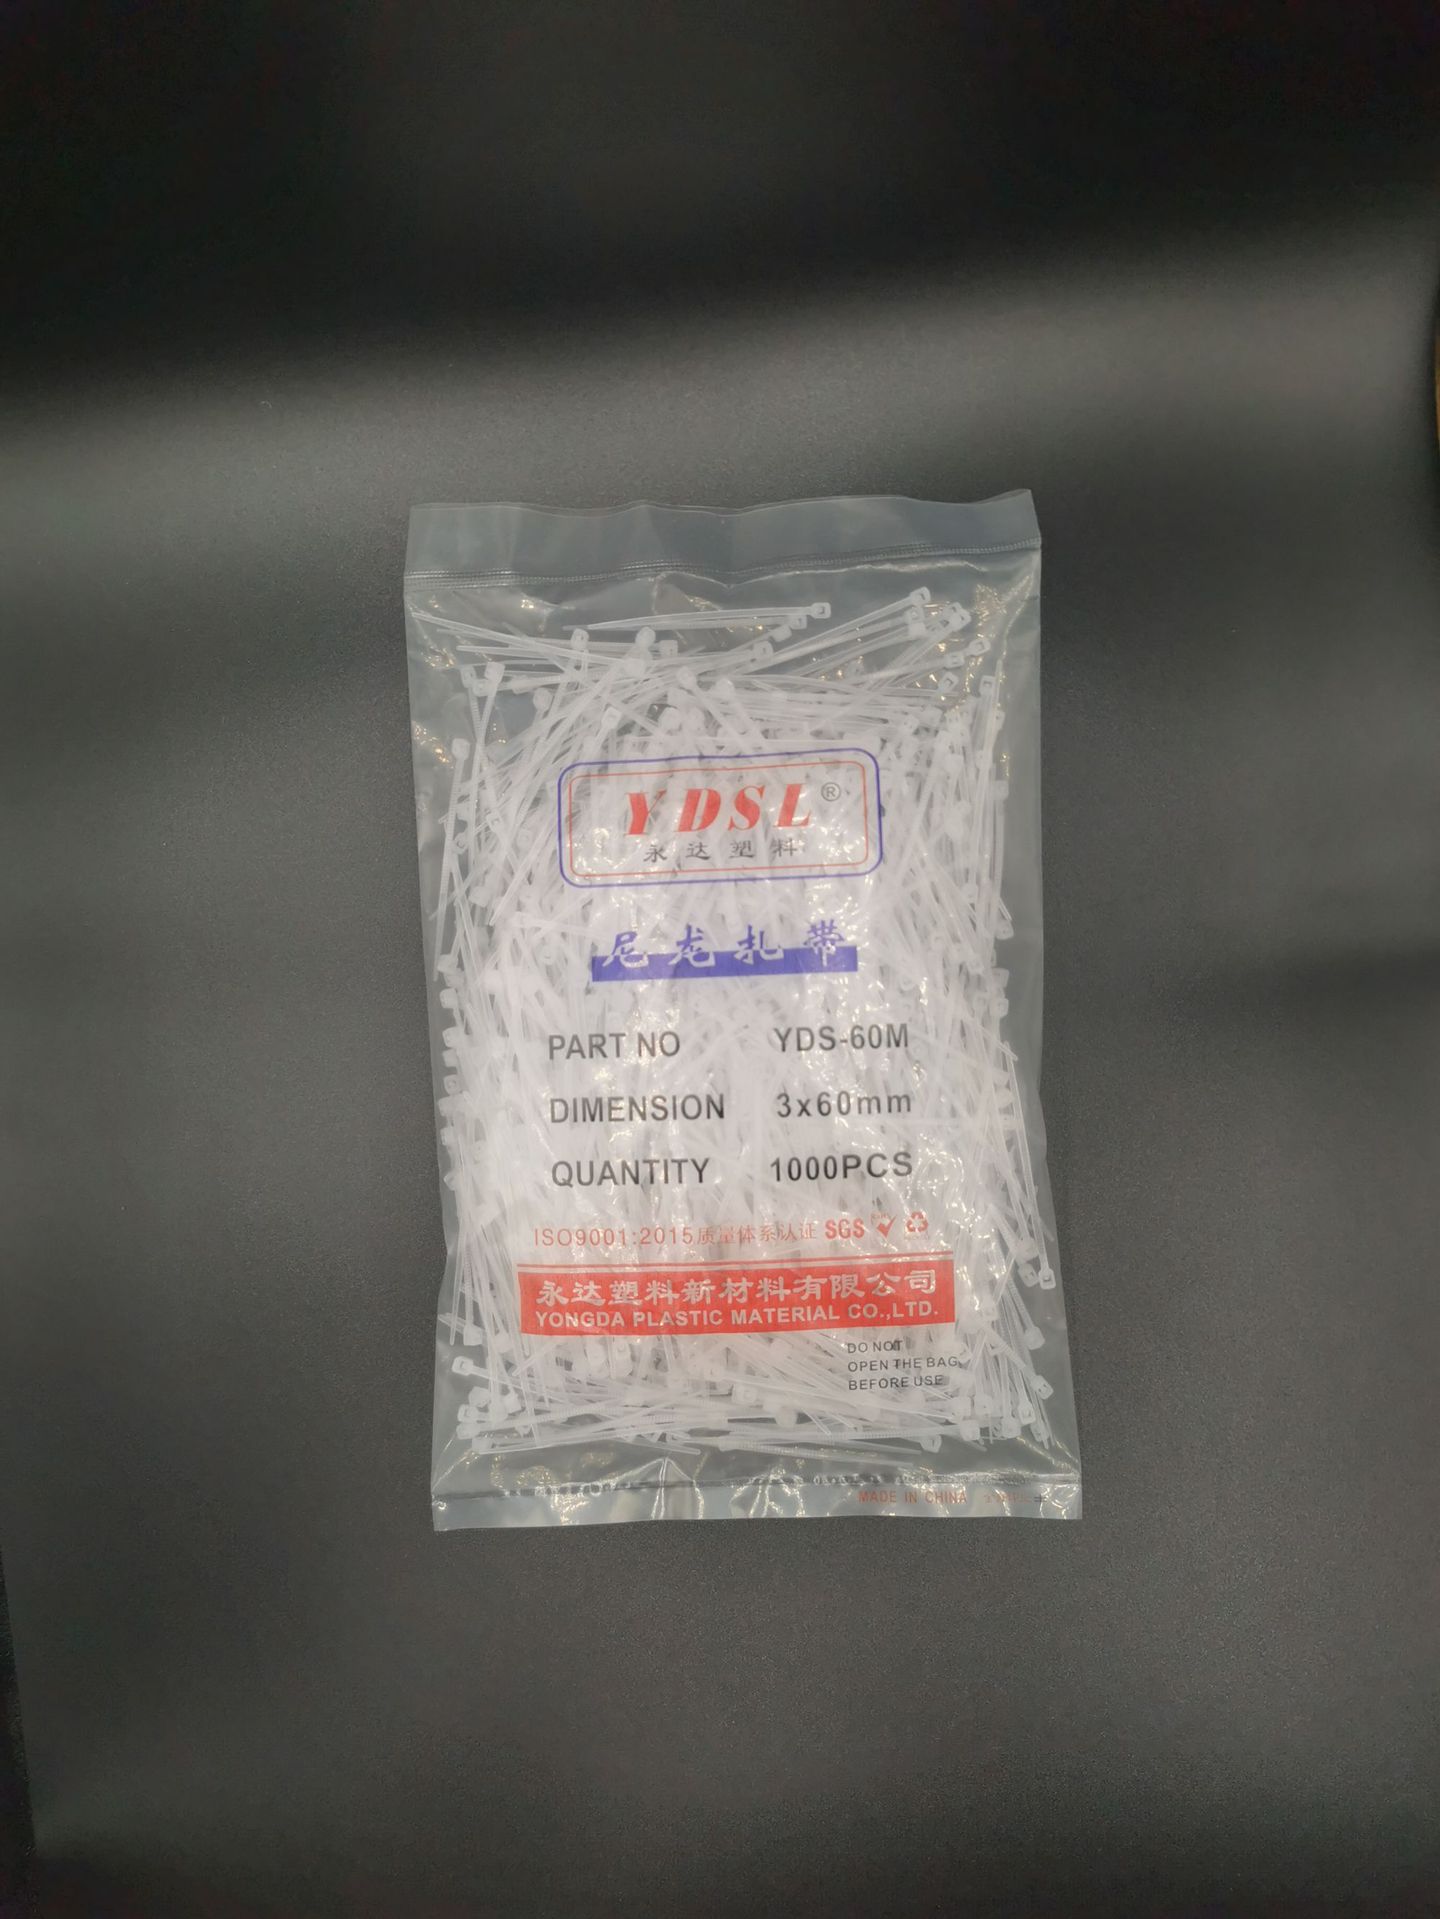 YDSL®
永达塑料
尼龙扎带
PART NO YDS-60M
DIMENSION 3x60mm
QUANTITY 1000PCS
ISO9001:2015质量体系认证 SGS
永达塑料新材料有限公司
YONGDA PLASTIC MATERIAL CO.,LTD.
DO NOT
OPEN THE BAG
BEFORE USE
MADE IN CHINA